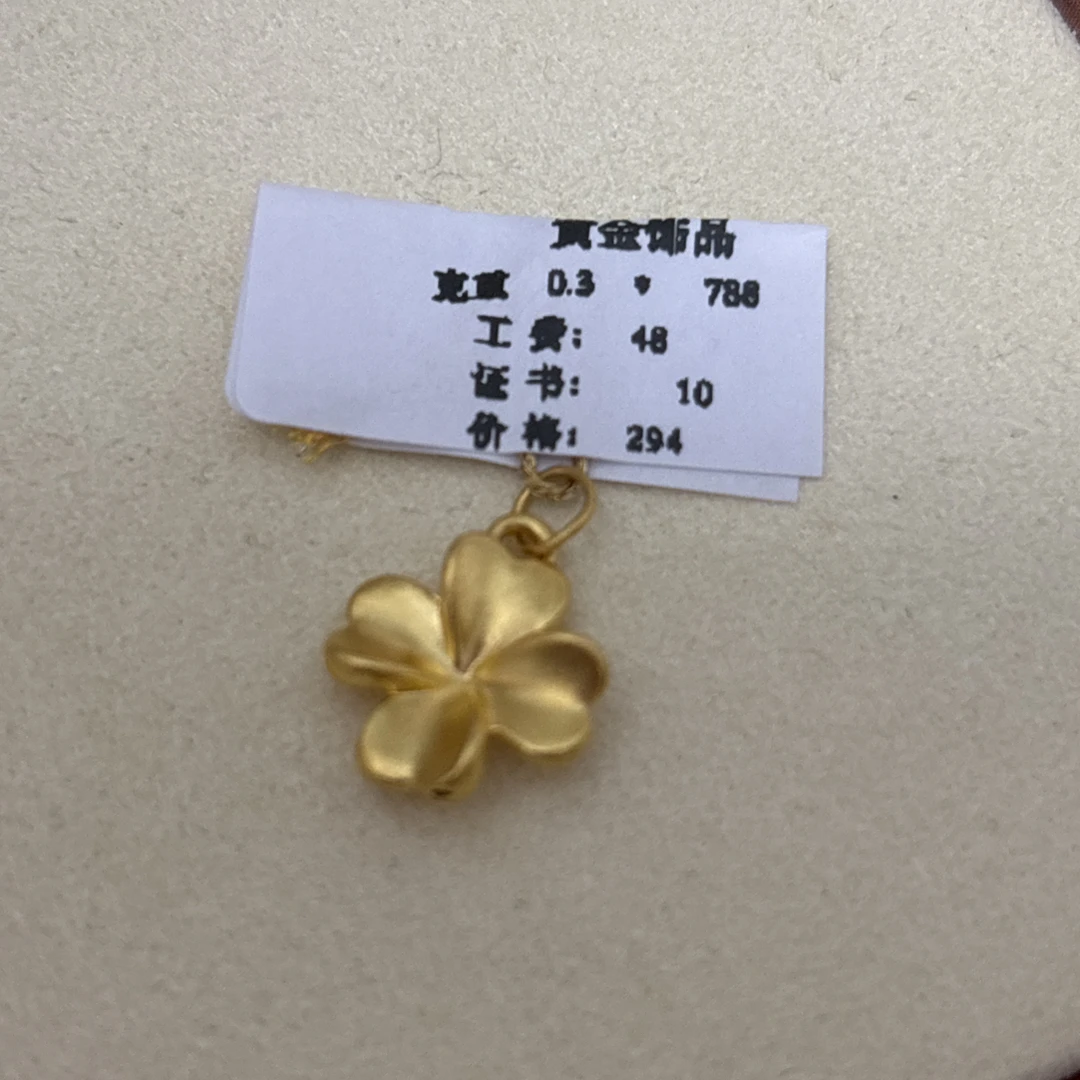 黄金饰品
克重 0.3 * 788
工 费: 48
证 书: 10
价 格: 294